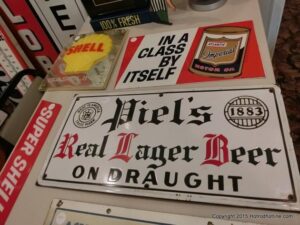 100% FRESH
SHELL
IN A
CLASS
BY
ITSELF
Imperial
MOTOR OIL
Piel's
1883
Real Lager Beer
ON DRAUGHT
SUPER SHELL
Copyright 2015 Hotrodhotline.com